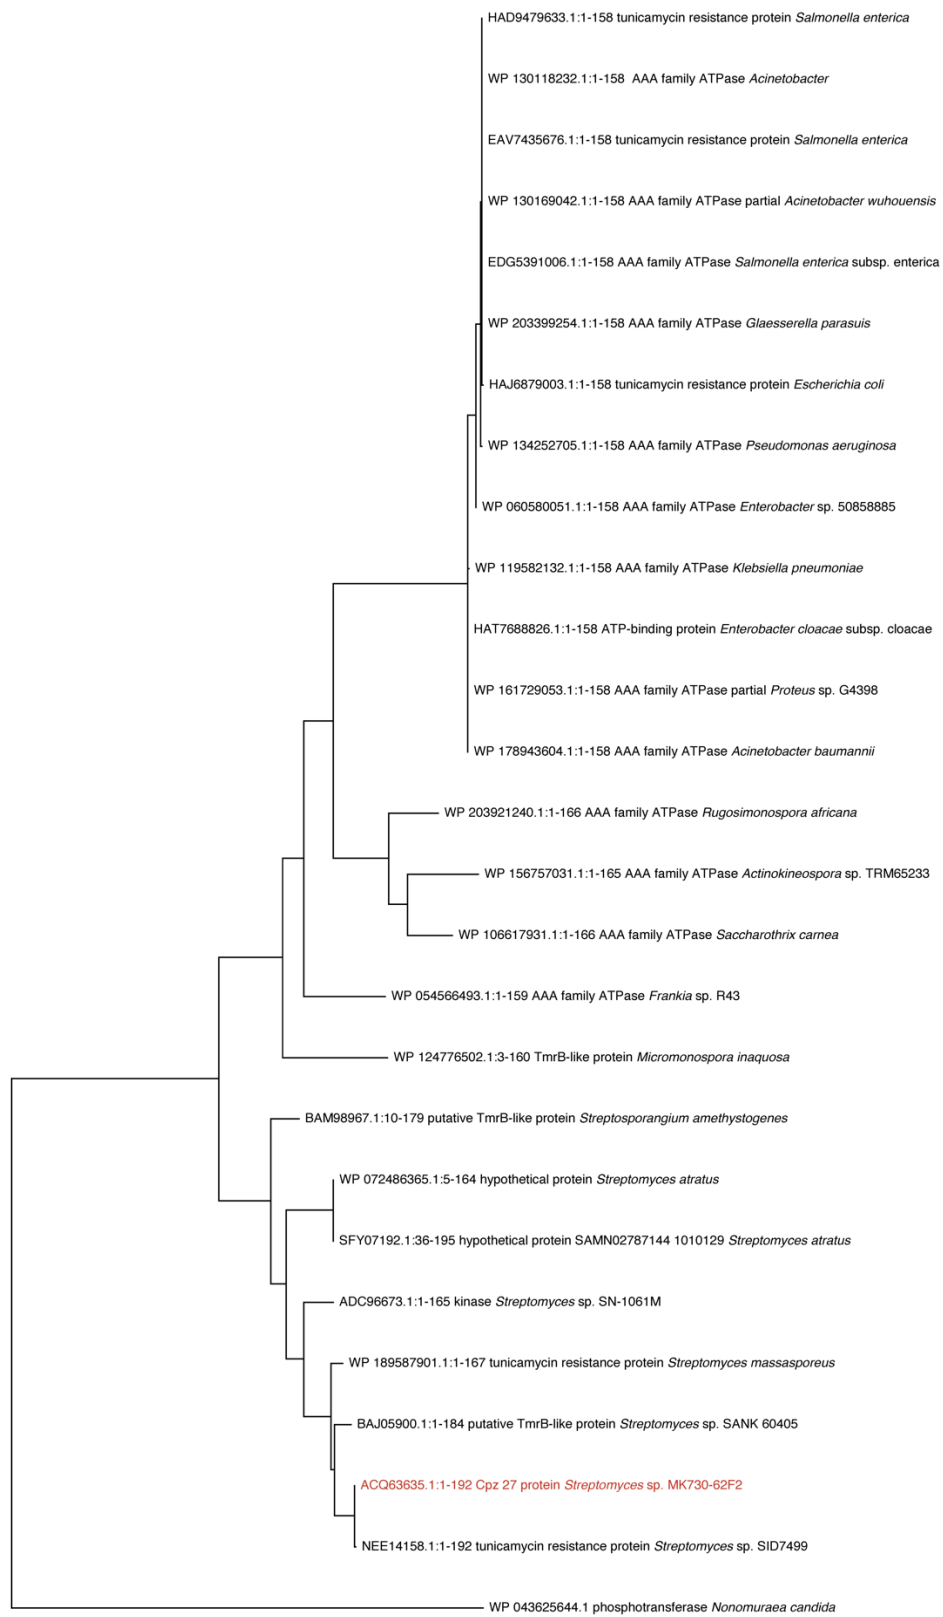 HAD9479633.1:1-158 tunicamycin resistance protein Salmonella enterica
WP 130118232.1:1-158 AAA family ATPase Acinetobacter
EAV7435676.1:1-158 tunicamycin resistance protein Salmonella enterica
WP 130169042.1:1-158 AAA family ATPase partial Acinetobacter wuhouensis
EDG5391006.1:1-158 AAA family ATPase Salmonella enterica subsp. enterica
WP 203399254.1:1-158 AAA family ATPase Glaesserella parasuis
HAJ6879003.1:1-158 tunicamycin resistance protein Escherichia coli
WP 134252705.1:1-158 AAA family ATPase Pseudomonas aeruginosa
WP 060580051.1:1-158 AAA family ATPase Enterobacter sp. 50858885
WP 119582132.1:1-158 AAA family ATPase Klebsiella pneumoniae
HAT7688826.1:1-158 ATP-binding protein Enterobacter cloacae subsp. cloacae
WP 161729053.1:1-158 AAA family ATPase partial Proteus sp. G4398
WP 178943604.1:1-158 AAA family ATPase Acinetobacter baumannii
WP 203921240.1:1-166 AAA family ATPase Rugosimonospora africana
WP 156757031.1:1-165 AAA family ATPase Actinokineospora sp. TRM65233
WP 106617931.1:1-166 AAA family ATPase Saccharothrix carnea
WP 054566493.1:1-159 AAA family ATPase Frankia sp. R43
WP 124776502.1:3-160 TmrB-like protein Micromonospora inaquosa
BAM98967.1:10-179 putative TmrB-like protein Streptosporangium amethystogenes
WP 072486365.1:5-164 hypothetical protein Streptomyces atratus
SFY07192.1:36-195 hypothetical protein SAMN02787144 1010129 Streptomyces atratus
ADC96673.1:1-165 kinase Streptomyces sp. SN-1061M
WP 189587901.1:1-167 tunicamycin resistance protein Streptomyces massasporeus
BAJ05900.1:1-184 putative TmrB-like protein Streptomyces sp. SANK 60405
ACQ63635.1:1-192 Cpz 27 protein Streptomyces sp. MK730-62F2
NEE14158.1:1-192 tunicamycin resistance protein Streptomyces sp. SID7499
WP 043625644.1 phosphotransferase Nonomuraea candida